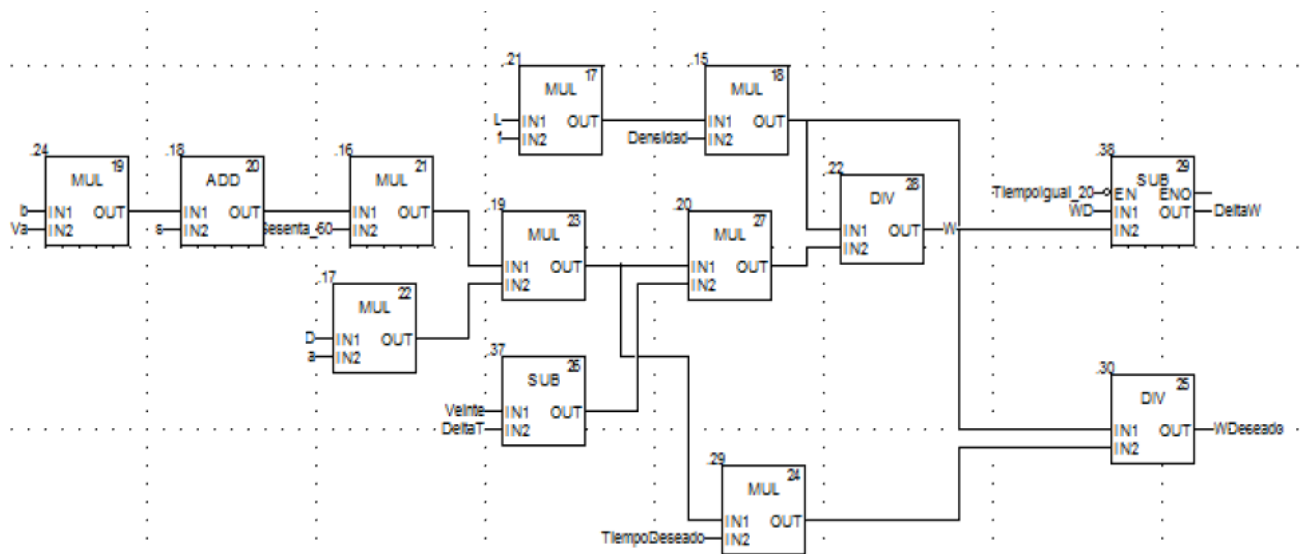 .21 17
MUL
L IN1 OUT
f IN2
.15 18
MUL
IN1 OUT
Densidad IN2
.24 19
MUL
b IN1 OUT
Va IN2
.18 20
ADD
IN1 OUT
s IN2
.16 21
MUL
IN1 OUT
Sesenta_60 IN2
.19 23
MUL
IN1 OUT
IN2
.20 27
MUL
IN1 OUT
IN2
.22 28
DIV
IN1 OUT W
IN2
.38 29
SUB
TiempoIgual_20 EN ENO
WD IN1 OUT DeltaW
IN2
.17 22
MUL
D IN1 OUT
a IN2
.37 26
SUB
Veinte IN1 OUT
DeltaT IN2
.30 25
DIV
IN1 OUT WDeseado
IN2
.29 24
MUL
IN1 OUT
TiempoDeseado IN2